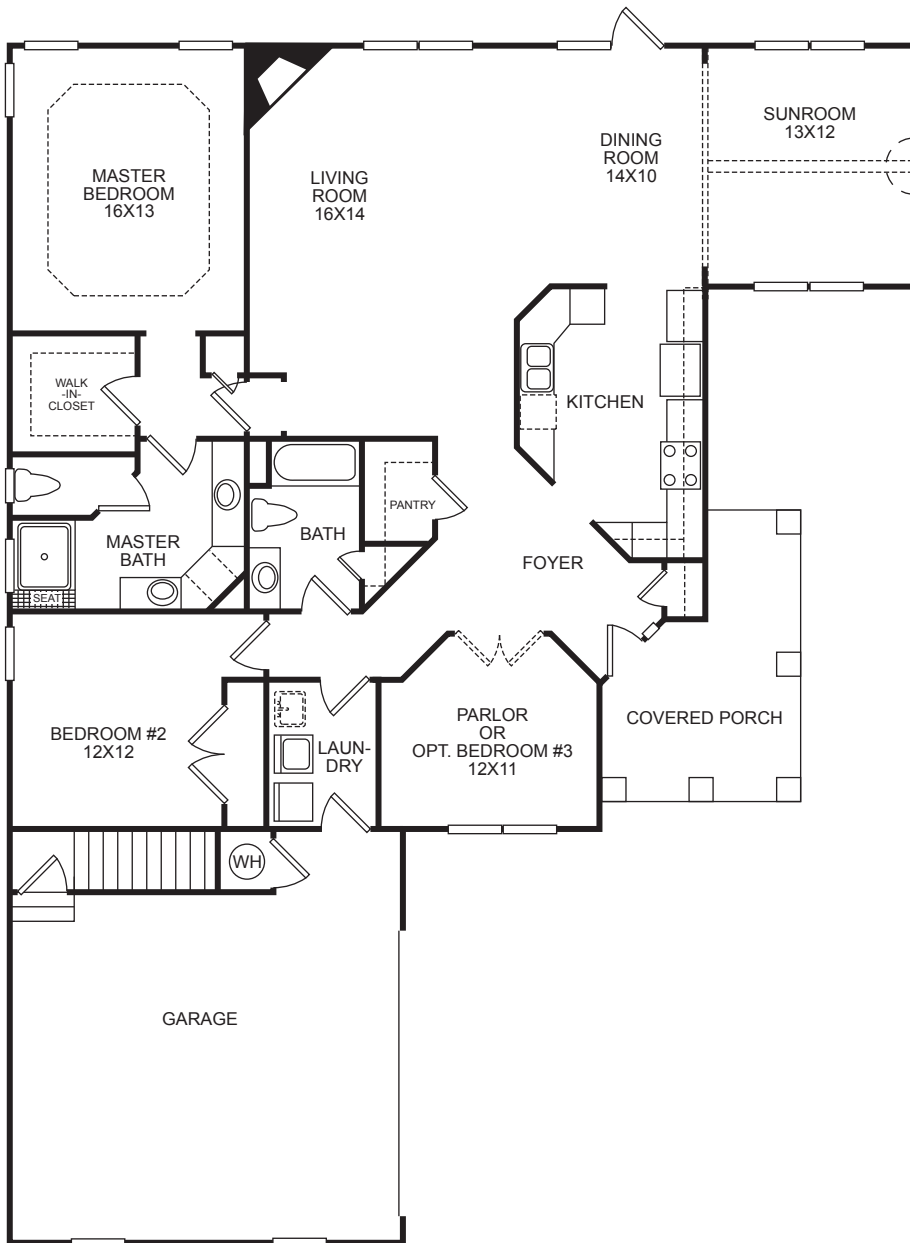 SUNROOM
13X12
DINING
ROOM
14X10
MASTER
BEDROOM
16X13
LIVING
ROOM
16X14
WALK
-IN-
CLOSET
KITCHEN
PANTRY
BATH
MASTER
BATH
FOYER
SEAT
BEDROOM #2
12X12
LAUN-
DRY
PARLOR
OR
OPT. BEDROOM #3
12X11
COVERED PORCH
WH
GARAGE